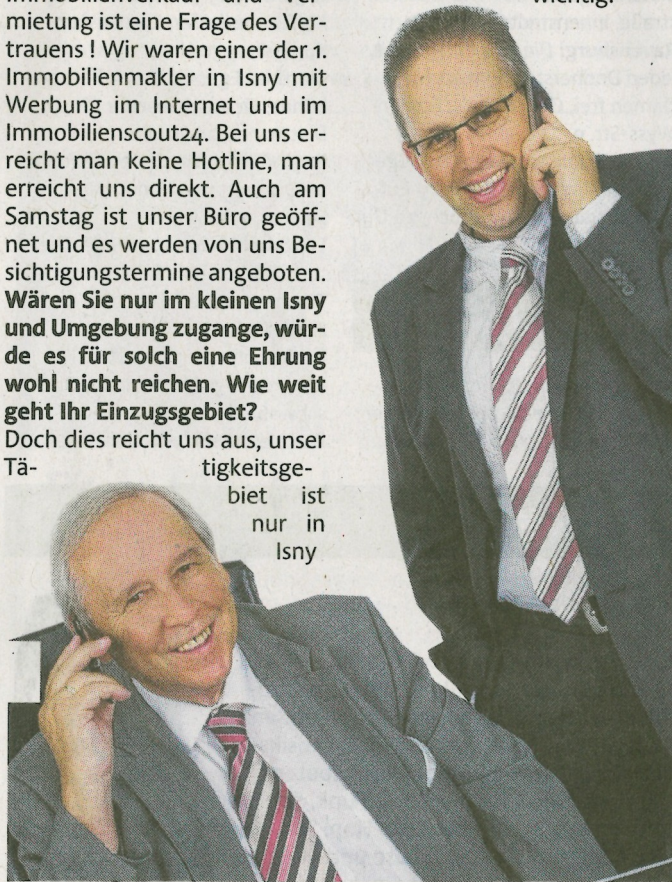 Immobilienverkauf und Ver-
mietung ist eine Frage des Ver-
trauens ! Wir waren einer der 1.
Immobilienmakler in Isny mit
Werbung im Internet und im
Immobilienscout24. Bei uns er-
reicht man keine Hotline, man
erreicht uns direkt. Auch am
Samstag ist unser Büro geöff-
net und es werden von uns Be-
sichtigungstermine angeboten.
Wären Sie nur im kleinen Isny
und Umgebung zugange, wür-
de es für solch eine Ehrung
wohl nicht reichen. Wie weit
geht Ihr Einzugsgebiet?
Doch dies reicht uns aus, unser
Tä- tigkeitsge-
biet ist
nur in
Isny
wichtig.